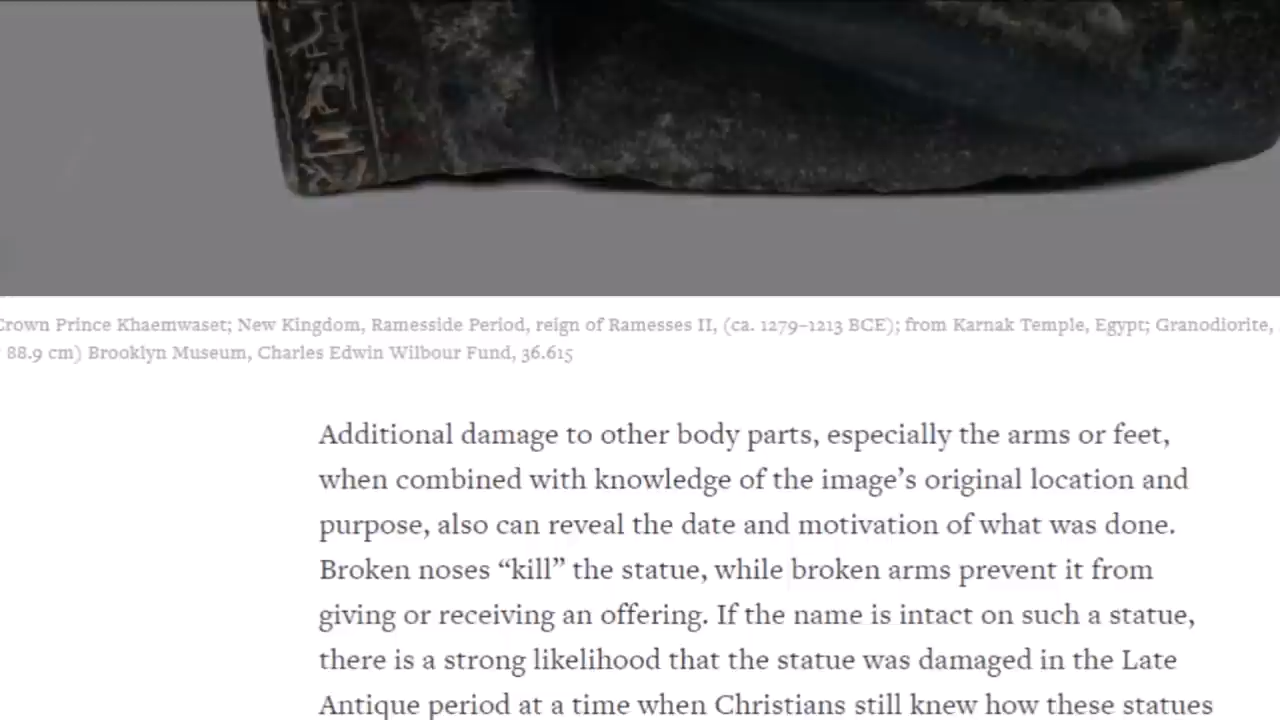 Crown Prince Khaemwaset; New Kingdom, Ramesside Period, reign of Ramesses II, (ca. 1279–1213 BCE); from Karnak Temple, Egypt; Granodiorite,
88.9 cm) Brooklyn Museum, Charles Edwin Wilbour Fund, 36.615
Additional damage to other body parts, especially the arms or feet,
when combined with knowledge of the image’s original location and
purpose, also can reveal the date and motivation of what was done.
Broken noses “kill” the statue, while broken arms prevent it from
giving or receiving an offering. If the name is intact on such a statue,
there is a strong likelihood that the statue was damaged in the Late
Antique period at a time when Christians still knew how these statues